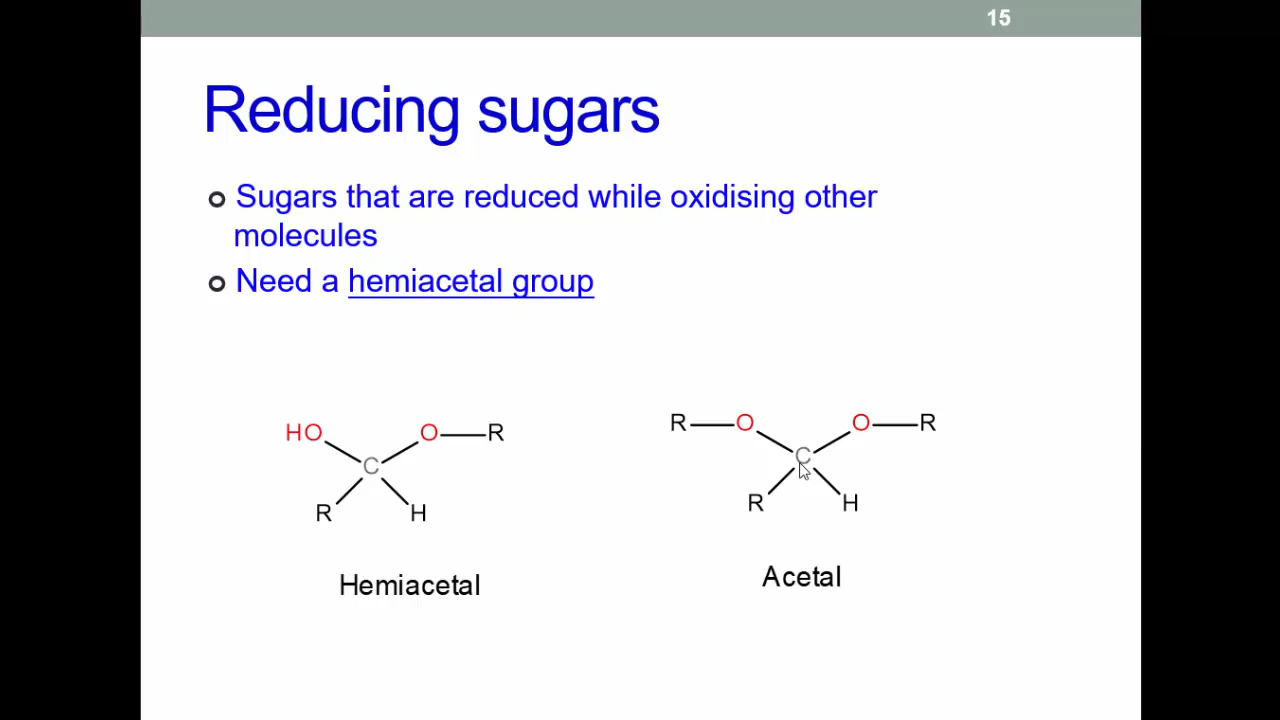 15
Reducing sugars
Sugars that are reduced while oxidising other
molecules
Need a hemiacetal group
HO O R
C
R H
Hemiacetal
R O O R
C
R H
Acetal